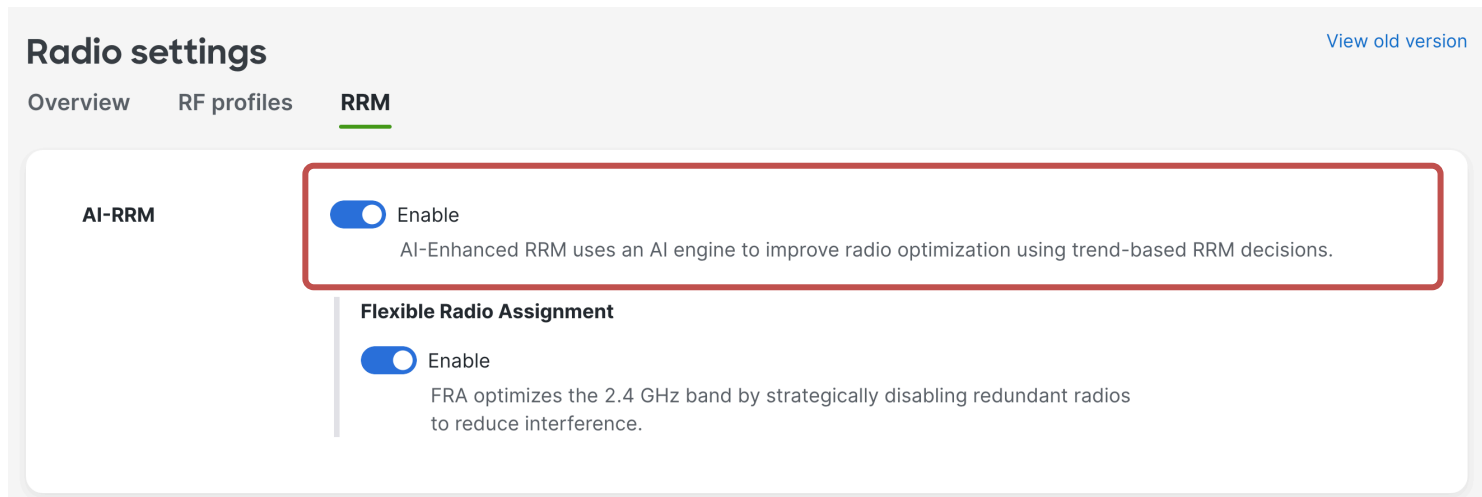 Radio settings
View old version
Overview RF profiles RRM
AI-RRM
Enable
AI-Enhanced RRM uses an AI engine to improve radio optimization using trend-based RRM decisions.
Flexible Radio Assignment
Enable
FRA optimizes the 2.4 GHz band by strategically disabling redundant radios
to reduce interference.